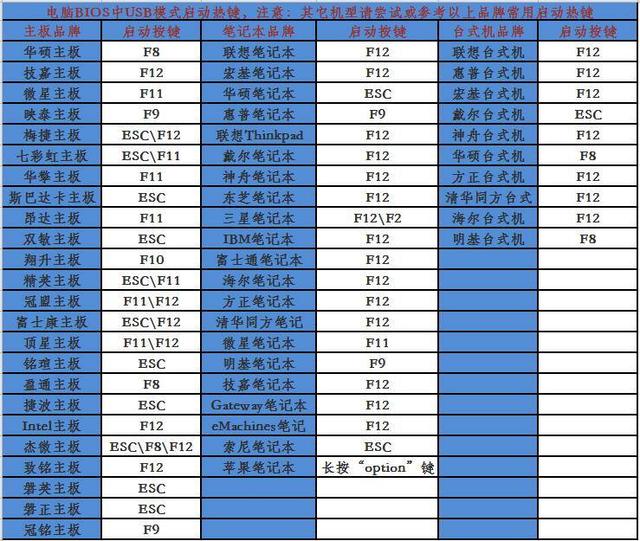 电脑BIOS中USB模式启动热键，注意：其它机型请尝试或参考以上品牌常用启动热键
主板品牌 启动按键 笔记本品牌 启动按键 台式机品牌 启动按键
华硕主板 F8 联想笔记本 F12 联想台式机 F12
技嘉主板 F12 宏基笔记本 F12 惠普台式机 F12
微星主板 F11 华硕笔记本 ESC 宏基台式机 F12
映泰主板 F9 惠普笔记本 F9 戴尔台式机 ESC
梅捷主板 ESC\F12 联想Thinkpad F12 神舟台式机 F12
七彩虹主板 ESC\F11 戴尔笔记本 F12 华硕台式机 F8
华擎主板 F11 神舟笔记本 F12 方正台式机 F12
斯巴达卡主板 ESC 东芝笔记本 F12 清华同方台式 F12
昂达主板 F11 三星笔记本 F12\F2 海尔台式机 F12
双敏主板 ESC IBM笔记本 F12 明基台式机 F8
翔升主板 F10 富士通笔记本 F12
精英主板 ESC\F11 海尔笔记本 F12
冠盟主板 F11\F12 方正笔记本 F12
富士康主板 ESC\F12 清华同方笔记 F12
顶星主板 F11\F12 微星笔记本 F11
铭瑄主板 ESC 明基笔记本 F9
盈通主板 F8 技嘉笔记本 F12
捷波主板 ESC Gateway笔记本 F12
Intel主板 F12 eMachines笔记 F12
杰微主板 ESC\F8\F12 索尼笔记本 ESC
致铭主板 F12 苹果笔记本 长按“option”键
磐英主板 ESC
磐正主板 ESC
冠铭主板 F9